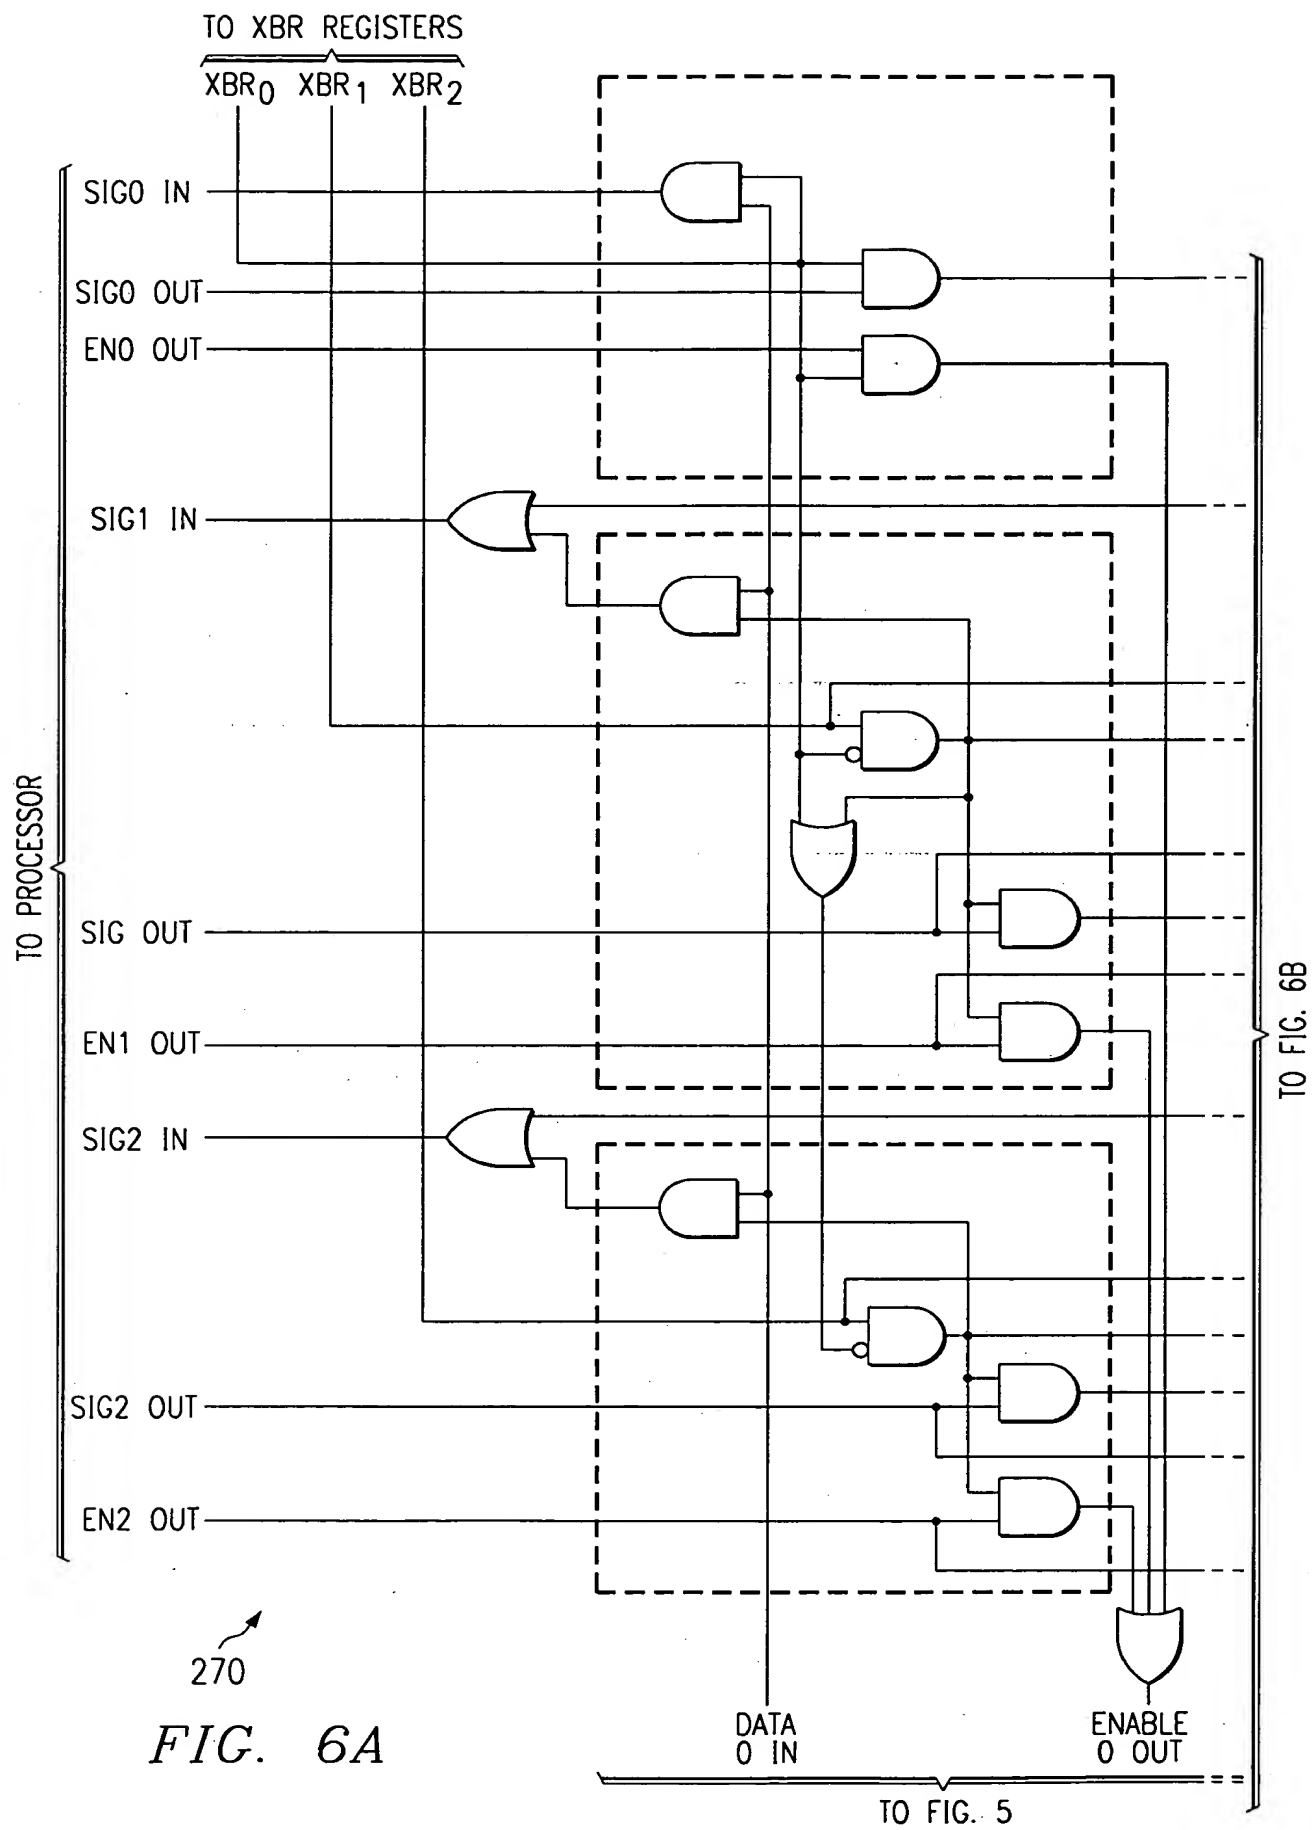 TO XBR REGISTERS
XBR0 XBR1 XBR2
SIG0 IN
SIG0 OUT
EN0 OUT
SIG1 IN
TO PROCESSOR
SIG OUT
EN1 OUT
TO FIG. 6B
SIG2 IN
SIG2 OUT
EN2 OUT
270
FIG. 6A
DATA
0 IN
ENABLE
0 OUT
TO FIG. 5